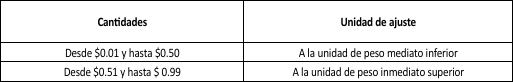 Cantidades Unidad de ajuste
Desde $0.01 y hasta $0.50 A la unidad de peso mediato inferior
Desde $0.51 y hasta $ 0.99 A la unidad de peso inmediato superior